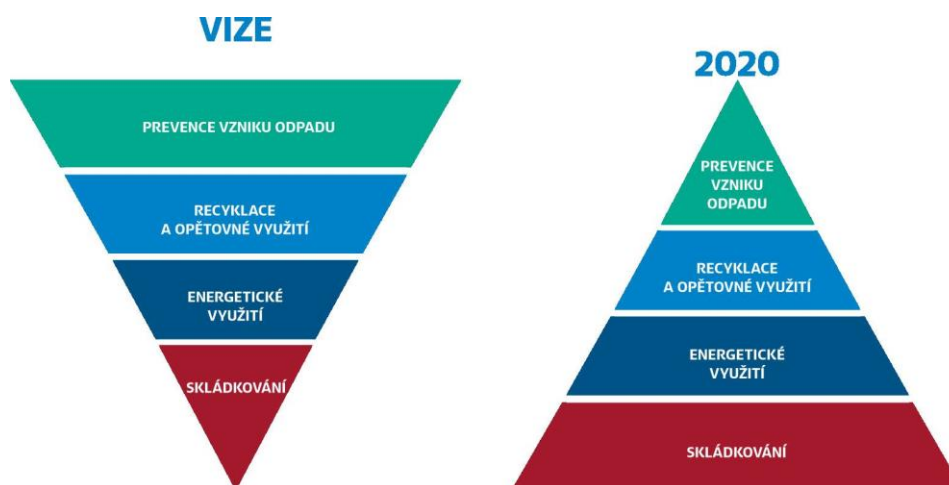 VIZE
PREVENCE VZNIKU ODPADU
RECYKLACE
A OPĚTOVNÉ VYUŽITÍ
ENERGETICKÉ
VYUŽITÍ
SKLÁDKOVÁNÍ
2020
PREVENCE
VZNIKU
ODPADU
RECYKLACE
A OPĚTOVNÉ VYUŽITÍ
ENERGETICKÉ
VYUŽITÍ
SKLÁDKOVÁNÍ